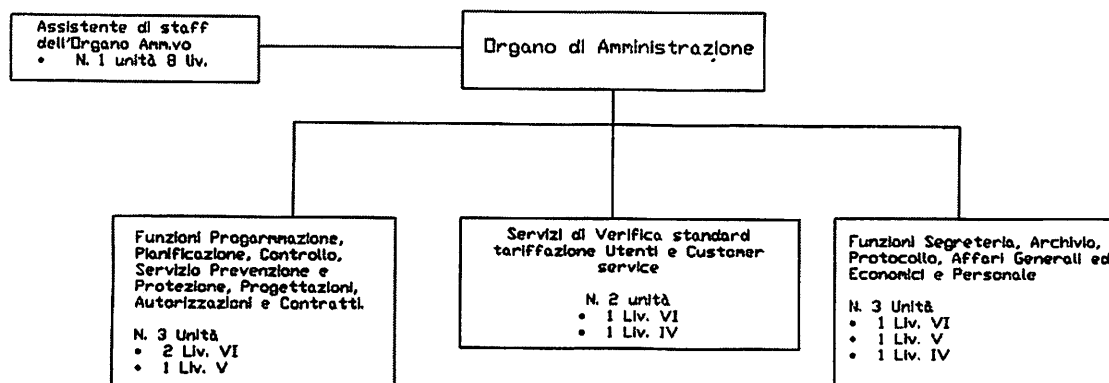 Assistente di staff
dell'Organo Amm.vo
• N. 1 unità 8 liv.
Organo di Amministrazione
Funzioni Progarmmazione,
Pianificazione, Controllo,
Servizio Prevenzione e
Protezione, Progettazioni,
Autorizzazioni e Contratti.
N. 3 Unità
• 2 Liv. VI
• 1 Liv. V
Servizi di Verifica standard
tariffazione Utenti e Customer
service
N. 2 unità
• 1 Liv. VI
• 1 Liv. IV
Funzioni Segreteria, Archivio,
Protocollo, Affari Generali ed
Economici e Personale
N. 3 Unità
• 1 Liv. VI
• 1 Liv. V
• 1 Liv. IV